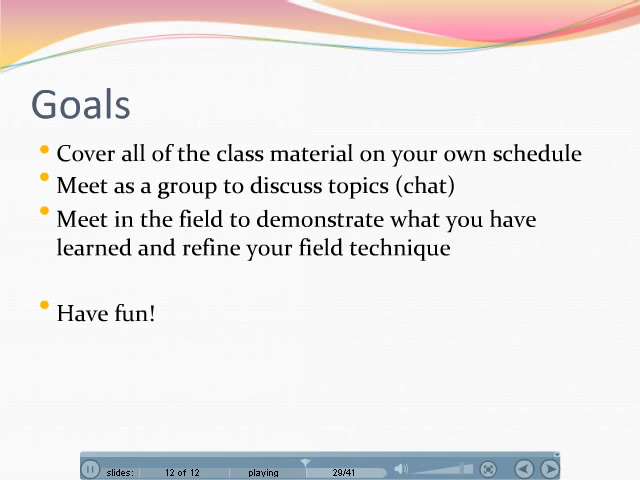 Goals
Cover all of the class material on your own schedule
Meet as a group to discuss topics (chat)
Meet in the field to demonstrate what you have
learned and refine your field technique
Have fun!
slides: 12 of 12 playing 29/41